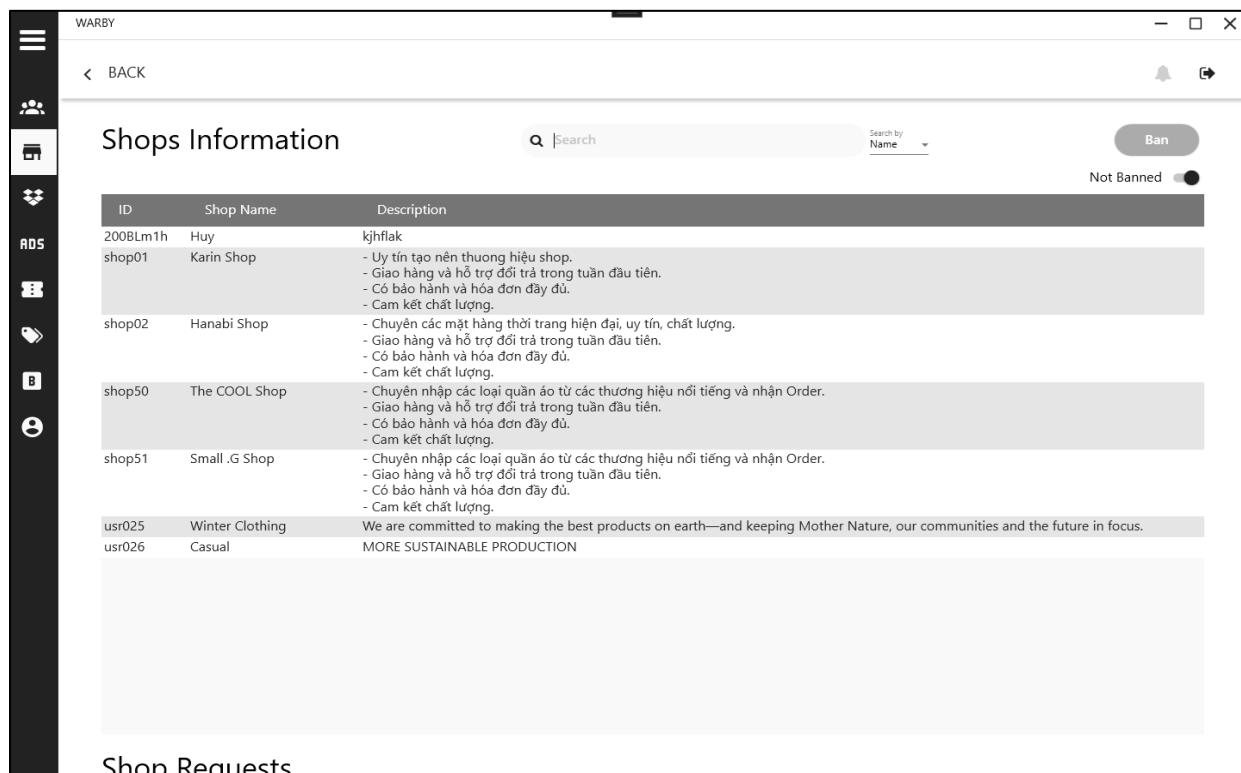 WARBY
BACK
Shops Information
Search
Search by
Name
Ban
Not Banned
ADS
B
ID Shop Name Description
200BLm1h Huy kjhflak
shop01 Karin Shop - Uy tín tạo nên thuong hiệu shop.
- Giao hàng và hỗ trợ đổi trả trong tuần đầu tiên.
- Có bảo hành và hóa đơn đầy đủ.
- Cam kết chất lượng.
shop02 Hanabi Shop - Chuyên các mặt hàng thời trang hiện đại, uy tín, chất lượng.
- Giao hàng và hỗ trợ đổi trả trong tuần đầu tiên.
- Có bảo hành và hóa đơn đầy đủ.
- Cam kết chất lượng.
shop50 The COOL Shop - Chuyên nhập các loại quần áo từ các thương hiệu nổi tiếng và nhận Order.
- Giao hàng và hỗ trợ đổi trả trong tuần đầu tiên.
- Có bảo hành và hóa đơn đầy đủ.
- Cam kết chất lượng.
shop51 Small .G Shop - Chuyên nhập các loại quần áo từ các thương hiệu nổi tiếng và nhận Order.
- Giao hàng và hỗ trợ đổi trả trong tuần đầu tiên.
- Có bảo hành và hóa đơn đầy đủ.
- Cam kết chất lượng.
usr025 Winter Clothing We are committed to making the best products on earth—and keeping Mother Nature, our communities and the future in focus.
usr026 Casual MORE SUSTAINABLE PRODUCTION
Shop Requests